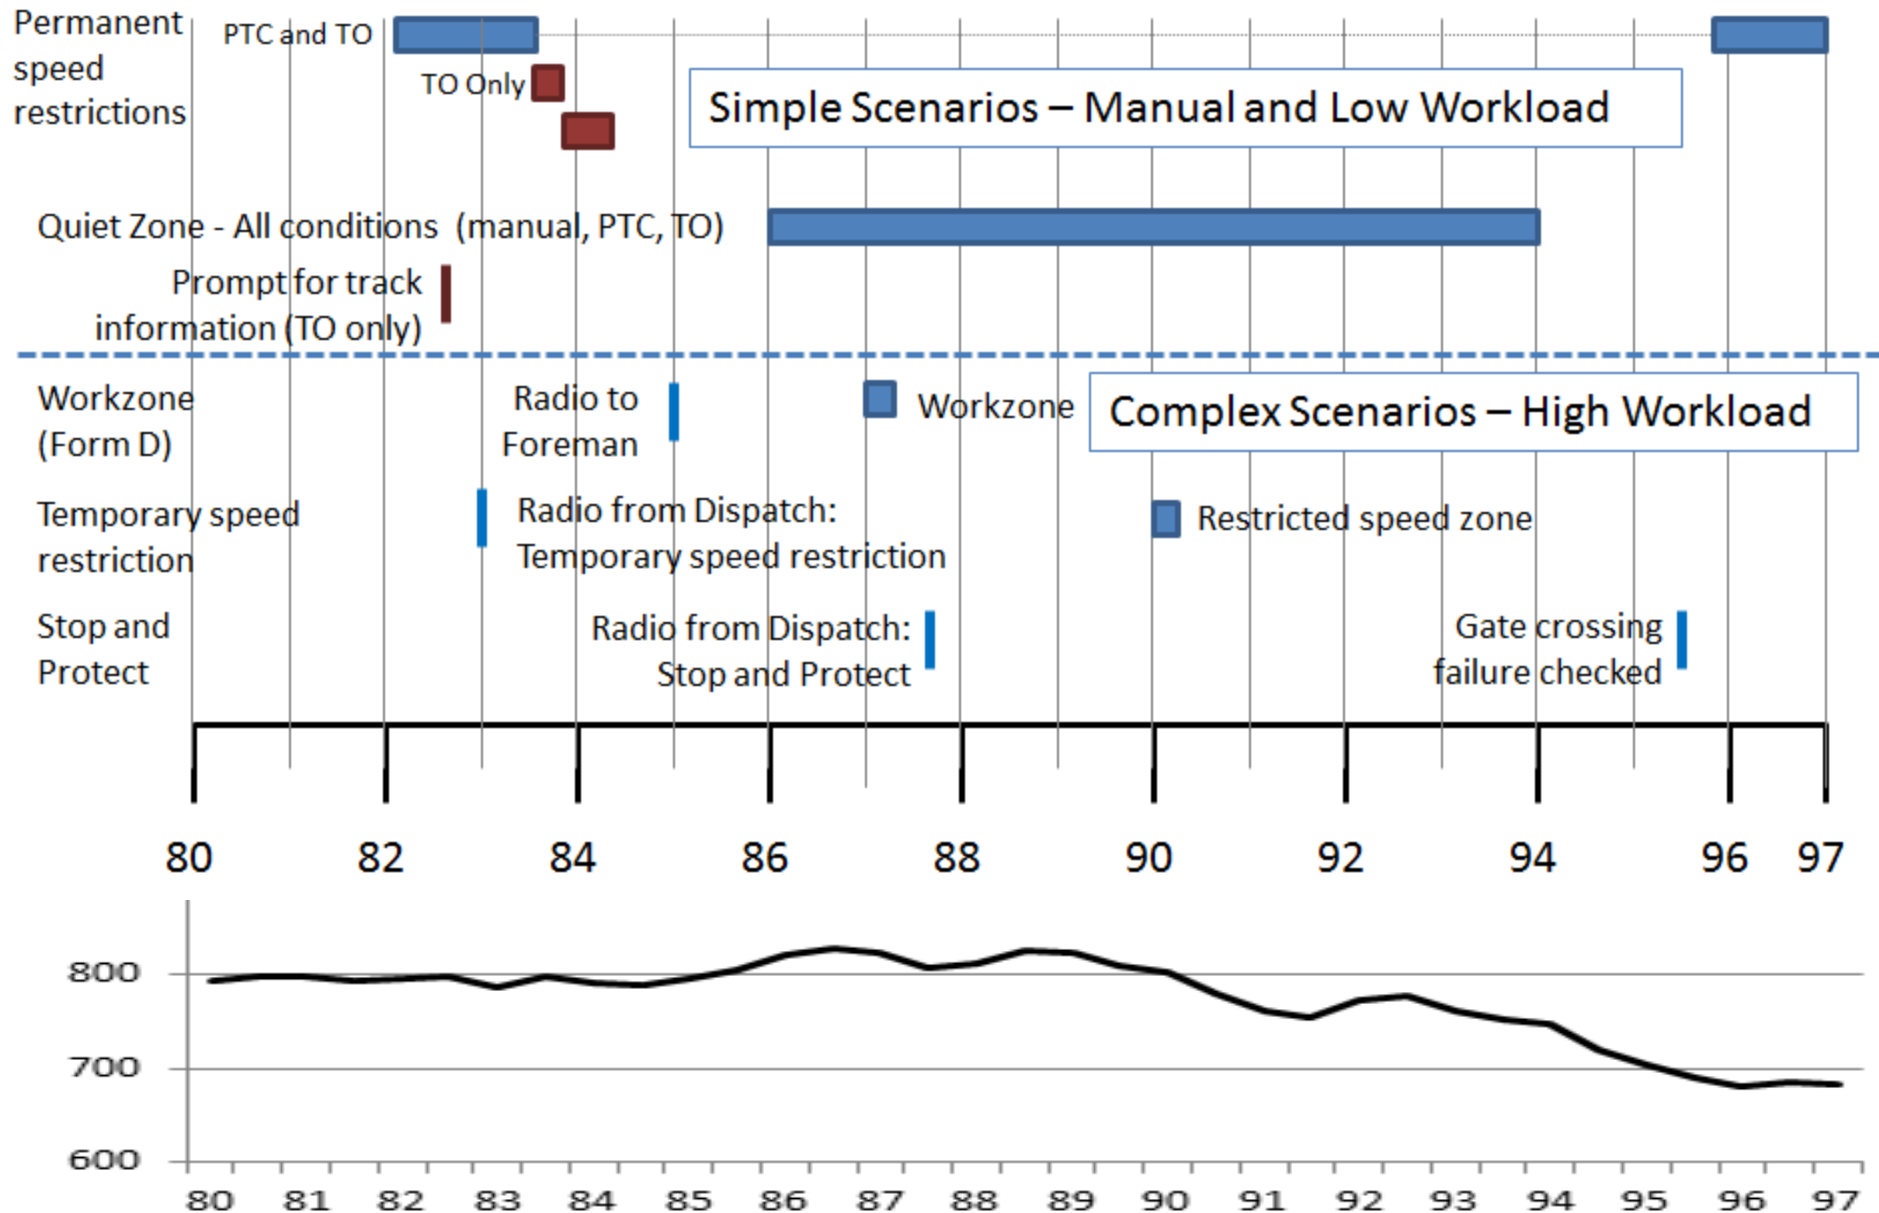 Permanent
speed
restrictions
PTC and TO
TO Only
Simple Scenarios – Manual and Low Workload
Quiet Zone - All conditions (manual, PTC, TO)
Prompt for track
information (TO only)
Workzone
(Form D)
Radio to
Foreman
Workzone
Complex Scenarios – High Workload
Temporary speed
restriction
Radio from Dispatch:
Temporary speed restriction
Restricted speed zone
Stop and
Protect
Radio from Dispatch:
Stop and Protect
Gate crossing
failure checked
80 82 84 86 88 90 92 94 96 97
800
700
600
80 81 82 83 84 85 86 87 88 89 90 91 92 93 94 95 96 97